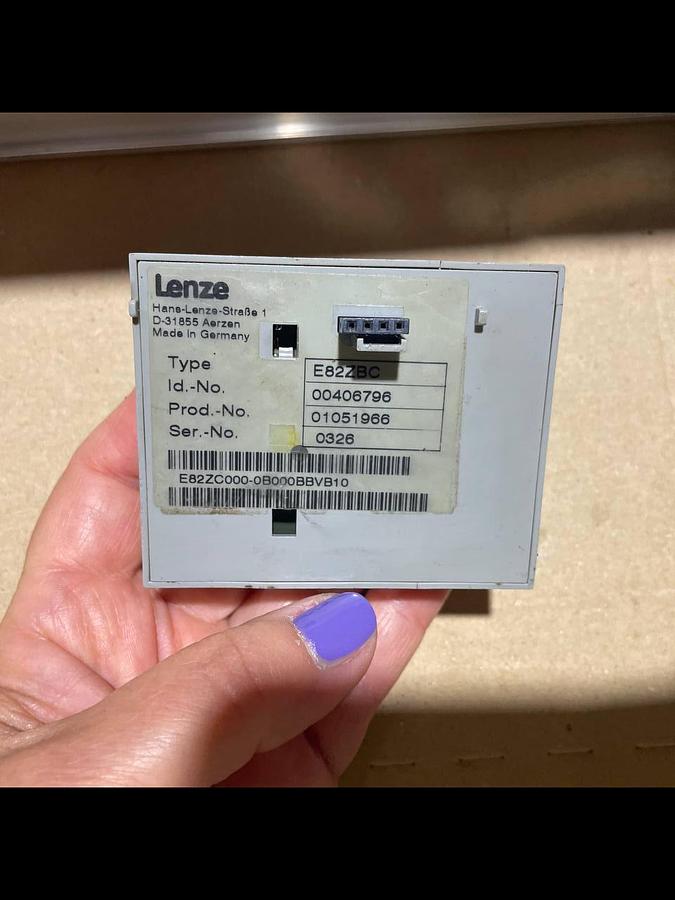 Lenze
Hans-Lenze-Straße 1
D-31855 Aerzen
Made in Germany
Type E82ZBC
Id.-No. 00406796
Prod.-No. 01051966
Ser.-No. 0326
E82ZC000-0B000BBVB10